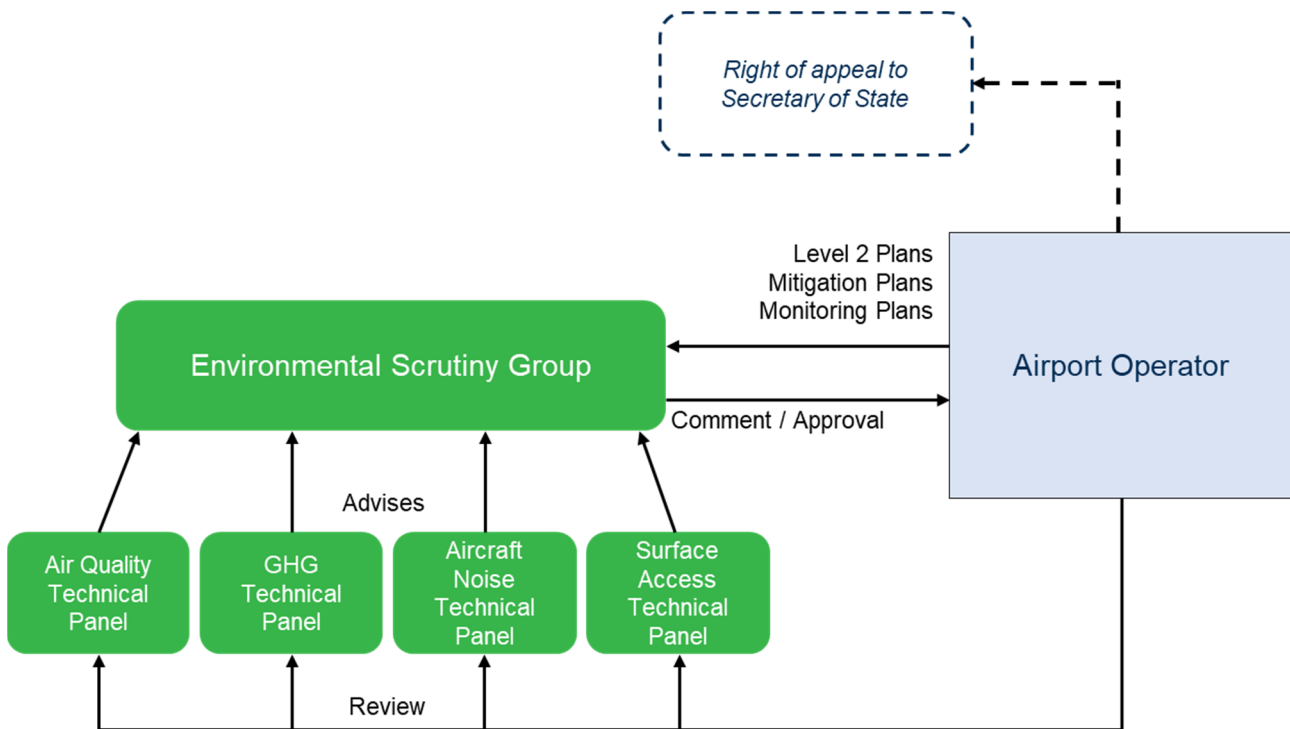 Right of appeal to
Secretary of State
Level 2 Plans
Mitigation Plans
Monitoring Plans
Environmental Scrutiny Group
Airport Operator
Comment / Approval
Advises
Air Quality
Technical
Panel
GHG
Technical
Panel
Aircraft
Noise
Technical
Panel
Surface
Access
Technical
Panel
Review